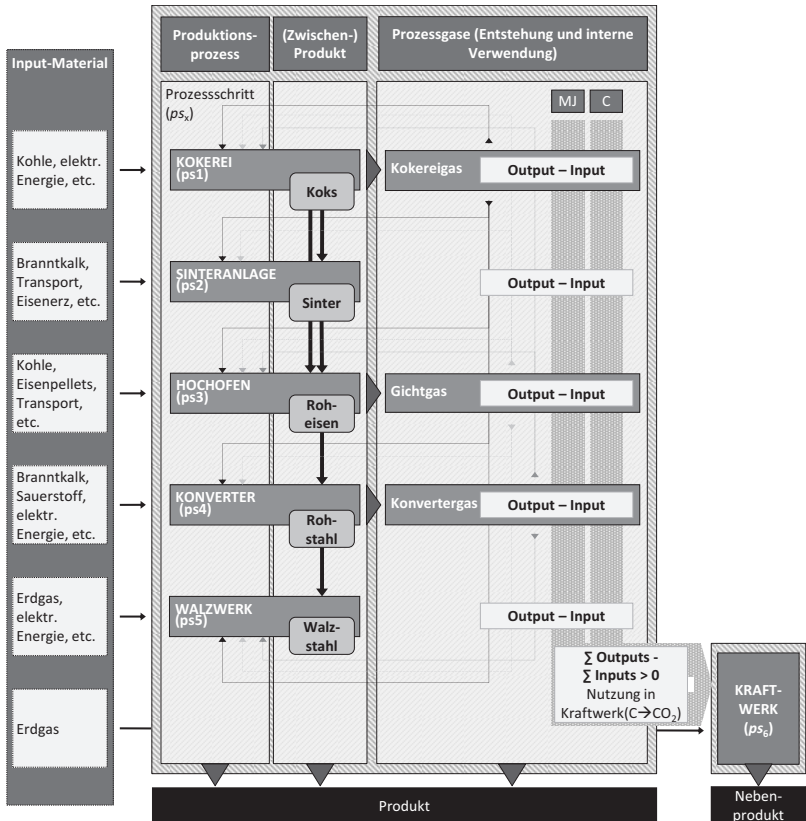 Input-Material
Kohle, elektr.
Energie, etc.
Branntkalk,
Transport,
Eisenerz, etc.
Kohle,
Eisenpellets,
Transport,
etc.
Branntkalk,
Sauerstoff,
elektr.
Energie, etc.
Erdgas,
elektr.
Energie, etc.
Erdgas
Produktions-
prozess
(Zwischen-)
Produkt
Prozessgase (Entstehung und interne
Verwendung)
Prozessschritt
(psx)
MJ
C
KOKEREI
(ps1)
Koks
Kokereigas
Output – Input
SINTERANLAGE
(ps2)
Sinter
Output – Input
HOCHOFEN
(ps3)
Roh-
eisen
Gichtgas
Output – Input
KONVERTER
(ps4)
Roh-
stahl
Konvertergas
Output – Input
WALZWERK
(ps5)
Walz-
stahl
Output – Input
∑ Outputs -
∑ Inputs > 0
Nutzung in
Kraftwerk(C→CO₂)
KRAFT-
WERK
(ps₆)
Produkt
Neben-
produkt